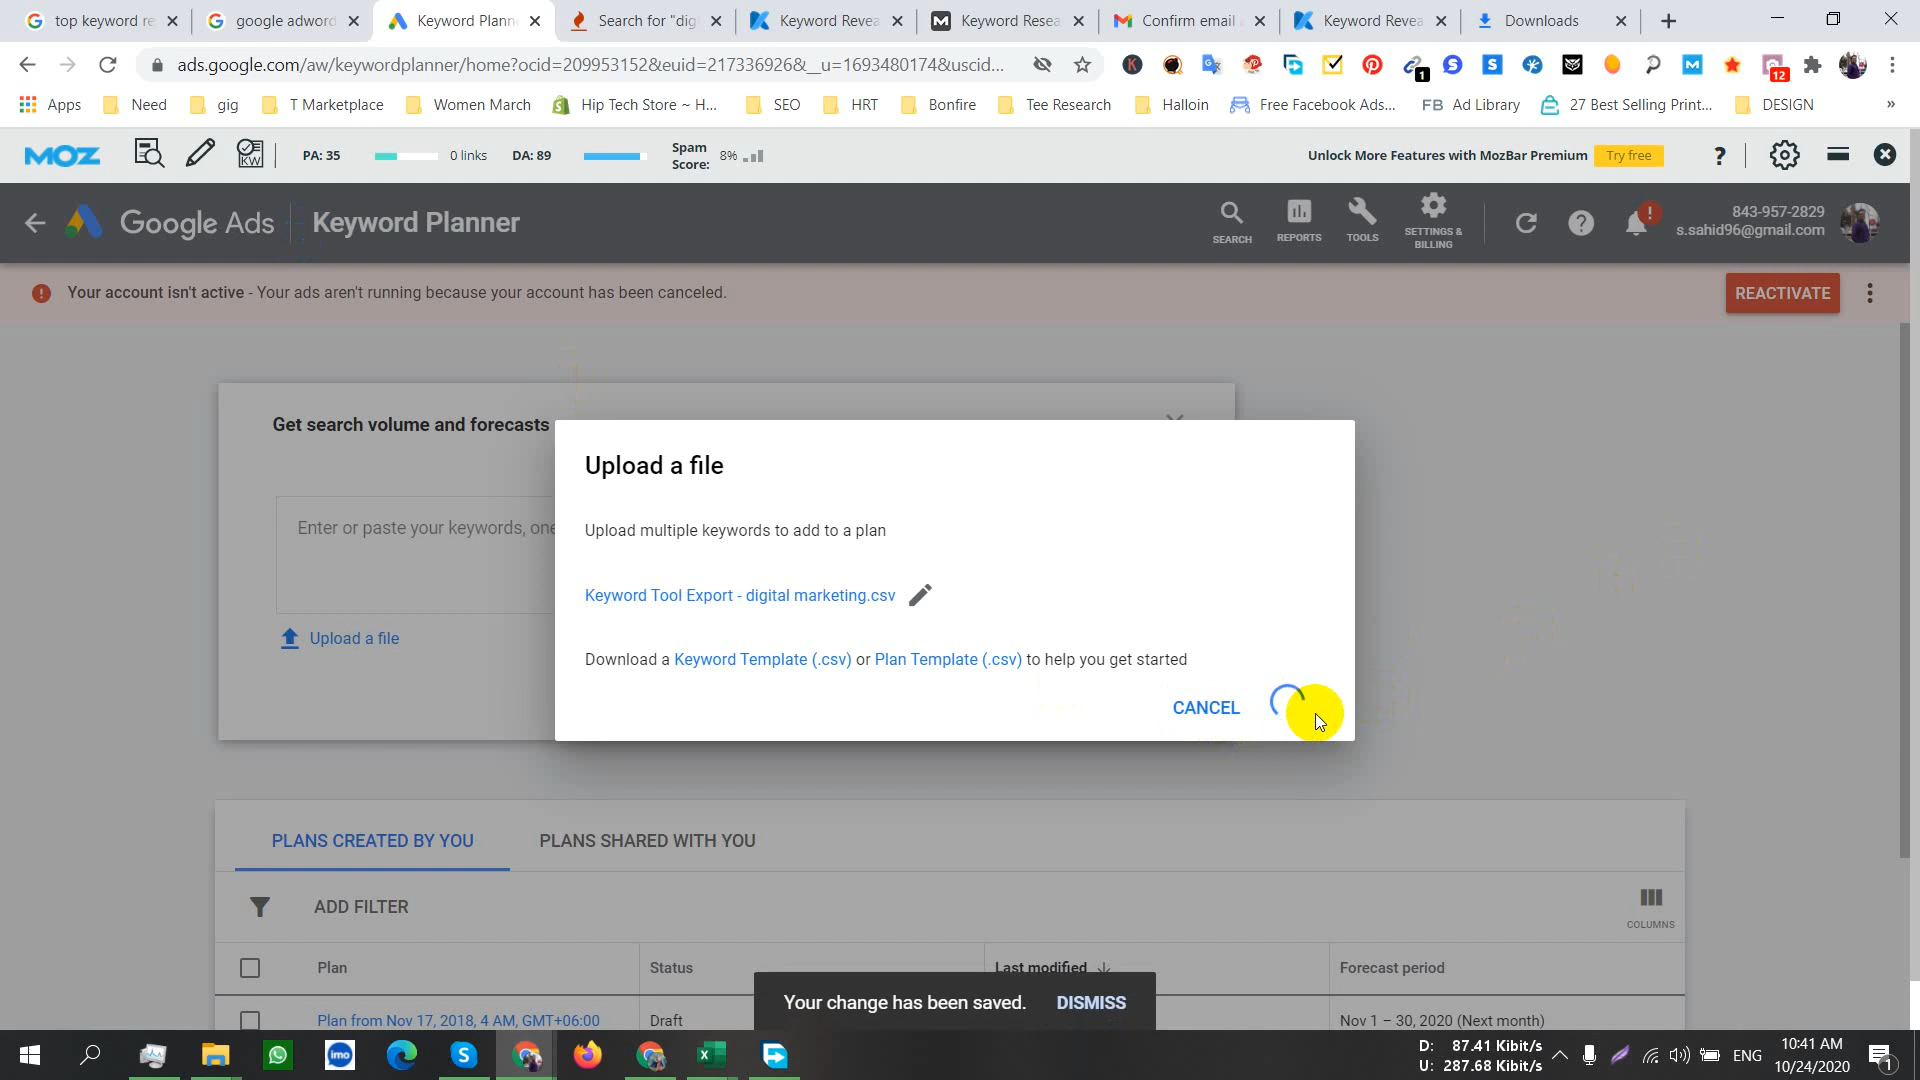 top keyword re
google adword
Keyword Plann
Search for "dig
Keyword Revea
Keyword Resea
Confirm email
Keyword Revea
Downloads
ads.google.com/aw/keywordplanner/home?ocid=209953152&euid=217336926&__u=1693480174&uscid...
1
12
Apps
Need
gig
T Marketplace
Women March
Hip Tech Store ~ H...
SEO
HRT
Bonfire
Tee Research
Halloin
Free Facebook Ads...
FB Ad Library
27 Best Selling Print...
DESIGN
»
MOZ
KW
PA: 35
0 links
DA: 89
Spam
Score:
8%
Unlock More Features with MozBar Premium
Try free
?
Google Ads
Keyword Planner
SEARCH
REPORTS
TOOLS
SETTINGS &
BILLING
843-957-2829
s.sahid96@gmail.com
Your account isn't active - Your ads aren't running because your account has been canceled.
REACTIVATE
Get search volume and forecasts
Enter or paste your keywords, one
Upload a file
Upload a file
Upload multiple keywords to add to a plan
Keyword Tool Export - digital marketing.csv
Download a Keyword Template (.csv) or Plan Template (.csv) to help you get started
CANCEL
PLANS CREATED BY YOU
PLANS SHARED WITH YOU
ADD FILTER
COLUMNS
Plan
Status
Last modified
Forecast period
Your change has been saved.
DISMISS
Plan from Nov 17, 2018, 4 AM, GMT+06:00
Draft
Nov 1 – 30, 2020 (Next month)
imo
D: 87.41 Kibit/s
U: 287.68 Kibit/s
ENG
10:41 AM
10/24/2020
1